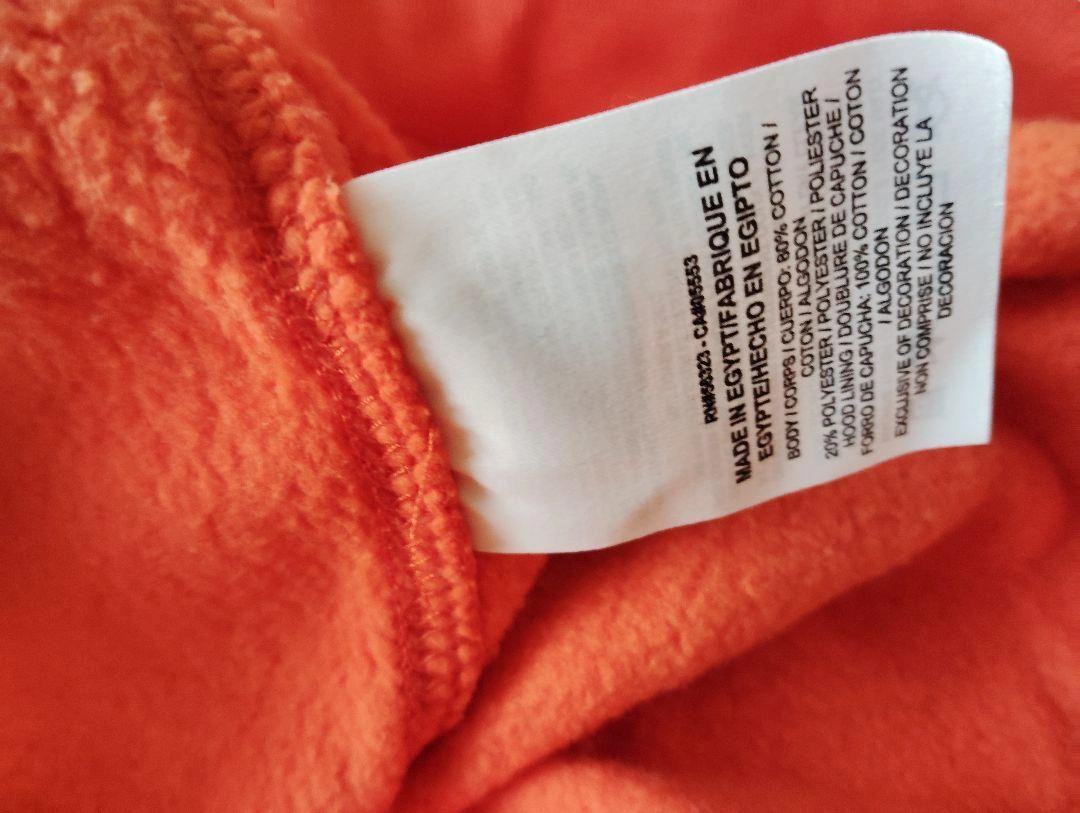 RN#56323 - CA#05553
MADE IN EGYPT/FABRIQUE EN
EGYPTE/HECHO EN EGIPTO
BODY / CORPS / CUERPO: 80% COTTON /
COTON / ALGODON
20% POLYESTER / POLYESTER / POLIESTER
HOOD LINING / DOUBLURE DE CAPUCHE /
FORRO DE CAPUCHA: 100% COTTON / COTON
/ ALGODON
EXCLUSIVE OF DECORATION / DECORATION
NON COMPRISE / NO INCLUYE LA
DECORACION